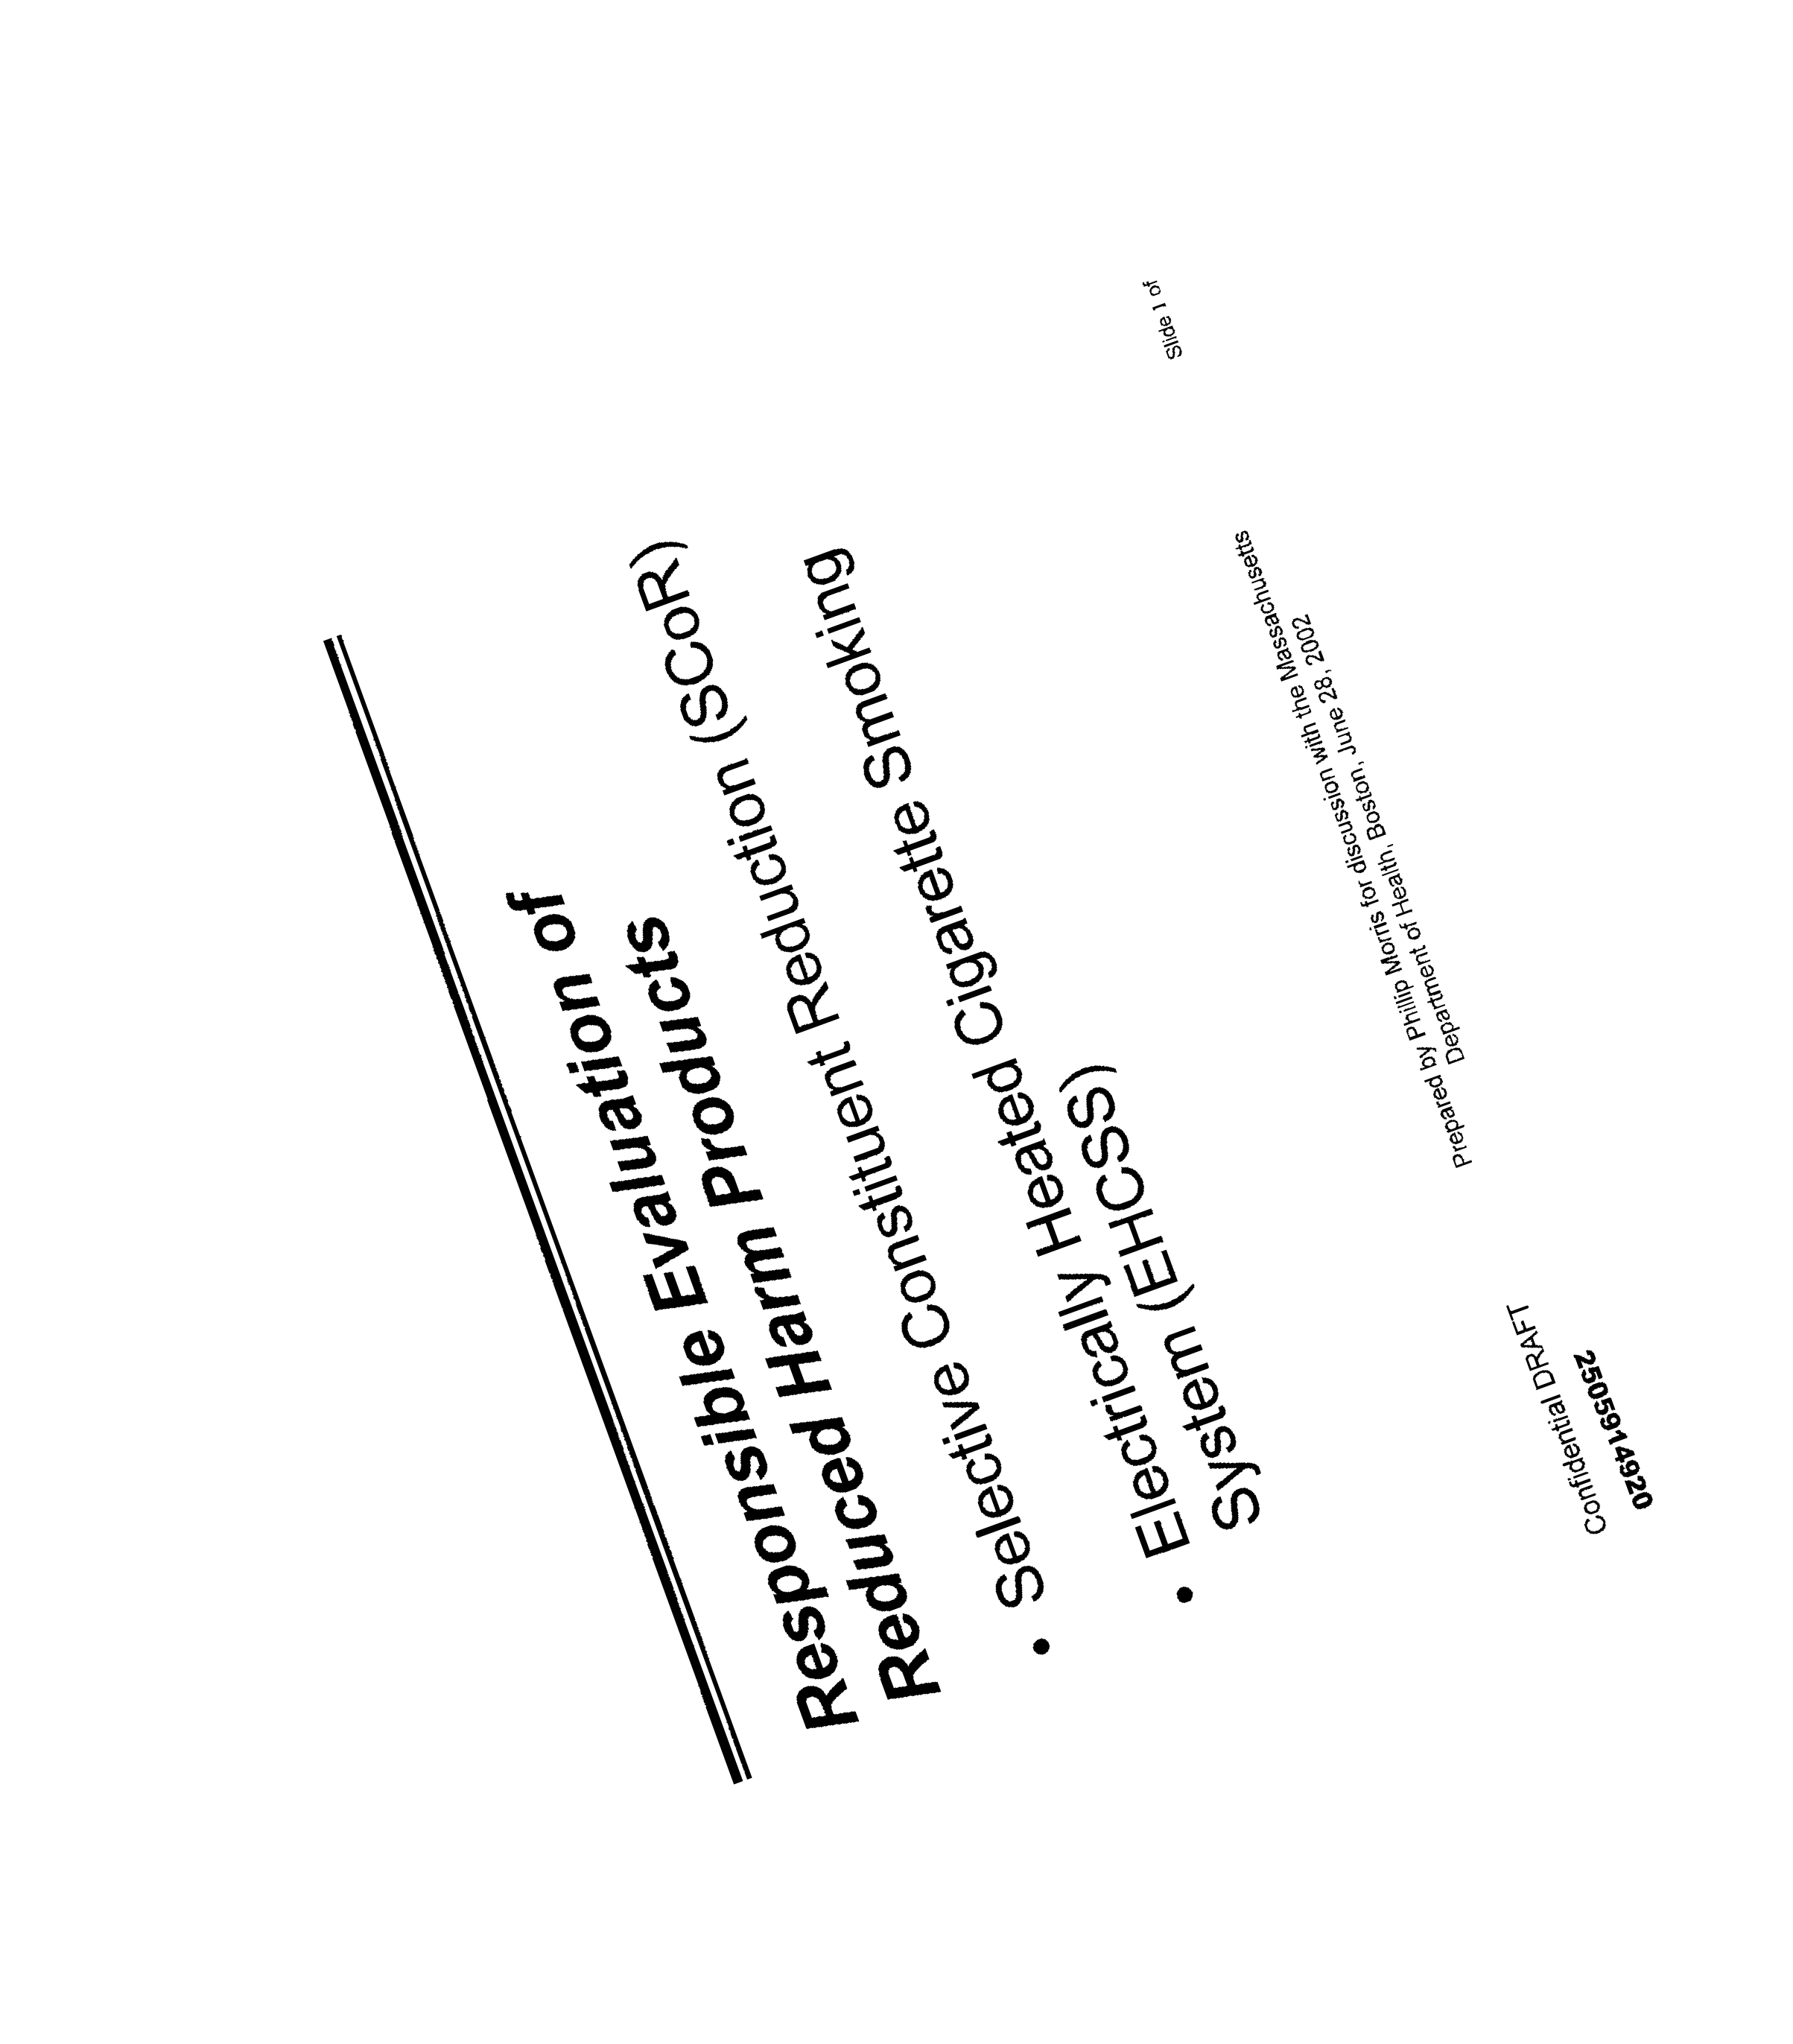 Responsible Evaluation of
Reduced Harm Products
• Selective Constituent Reduction (SCoR)
• Electrically Heated Cigarette Smoking
System (EHCSS)
Prepared by Philip Morris for discussion with the Massachusetts
Department of Health, Boston, June 28, 2002
Slide 1 of
Confidential DRAFT
2505914920